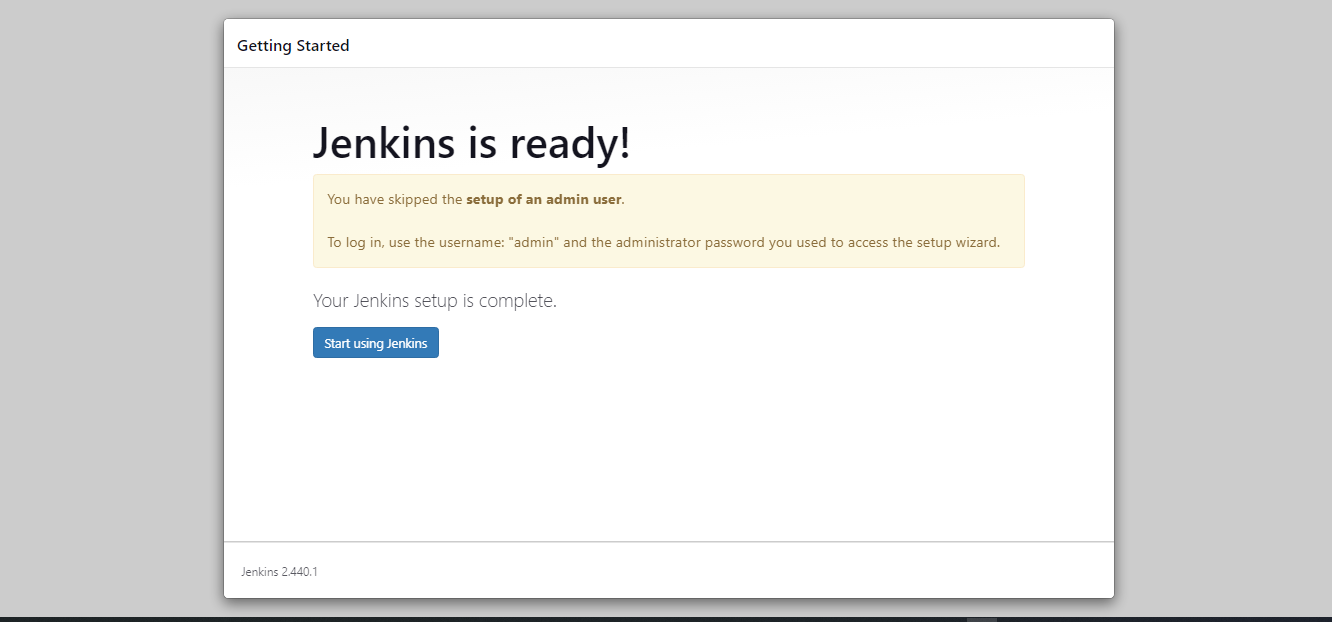 Getting Started
Jenkins is ready!
You have skipped the setup of an admin user.
To log in, use the username: "admin" and the administrator password you used to access the setup wizard.
Your Jenkins setup is complete.
Start using Jenkins
Jenkins 2.440.1